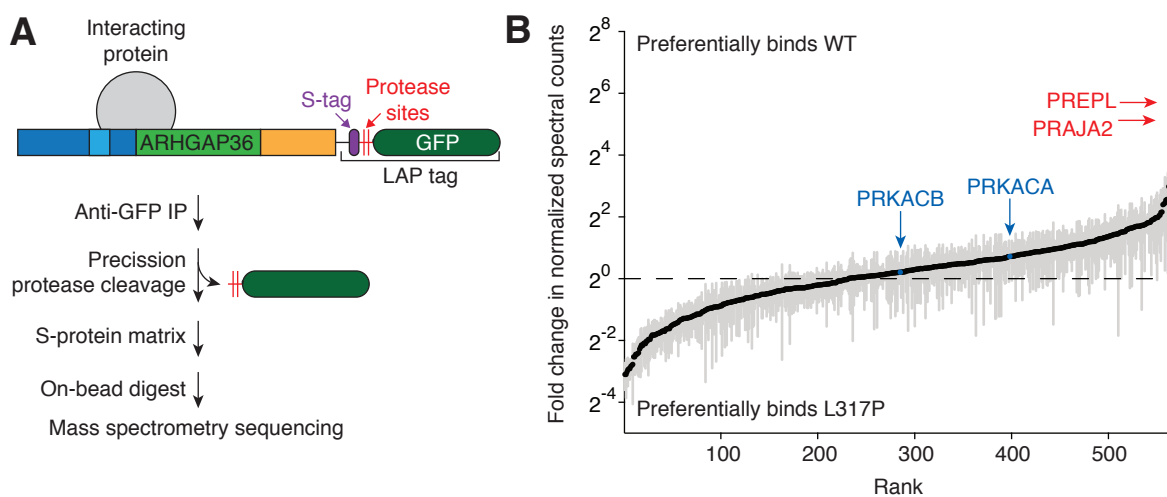 A
Interacting
protein
S-tag
Protease
sites
ARHGAP36
GFP
LAP tag
Anti-GFP IP
Precission
protease cleavage
S-protein matrix
On-bead digest
Mass spectrometry sequencing
B
Fold change in normalized spectral counts
2^8
2^6
2^4
2^2
2^0
2^-2
2^-4
Preferentially binds WT
PREPL
PRAJA2
PRKACB
PRKACA
Preferentially binds L317P
100
200
300
400
500
Rank